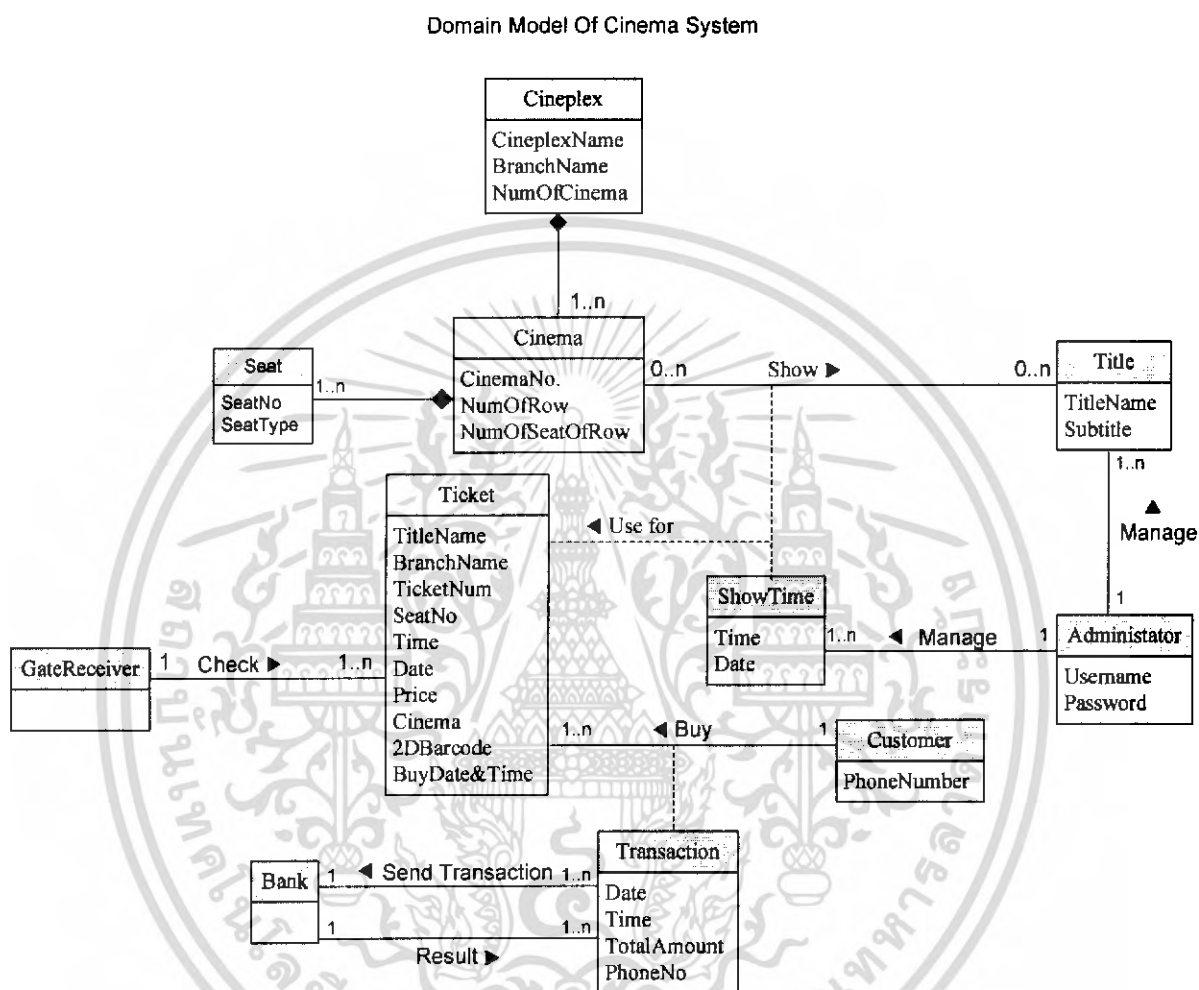 Domain Model Of Cinema System
Cineplex
CineplexName
BranchName
NumOfCinema
1..n
Cinema
CinemaNo.
NumOfRow
NumOfSeatOfRow
Seat
SeatNo
SeatType
1..n
0..n
Show ►
0..n
Title
TitleName
Subtitle
1..n
▲
Manage
1
Ticket
TitleName
BranchName
TicketNum
SeatNo
Time
Date
Price
Cinema
2DBarcode
BuyDate&Time
◄ Use for
ShowTime
Time
Date
1..n
◄ Manage
1
Administator
Username
Password
GateReceiver
1
Check ►
1..n
1..n
◄ Buy
1
Customer
PhoneNumber
Transaction
Date
Time
TotalAmount
PhoneNo
Bank
1
◄ Send Transaction
1..n
1
Result ►
1..n